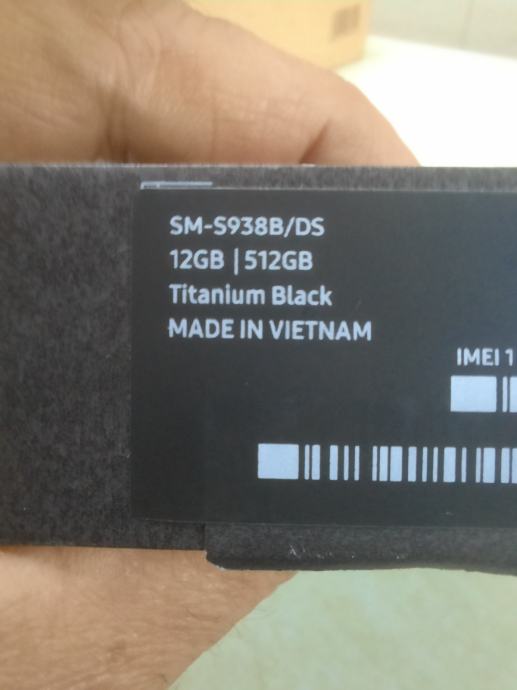 SM-S938B/DS
12GB | 512GB
Titanium Black
MADE IN VIETNAM
IMEI 1